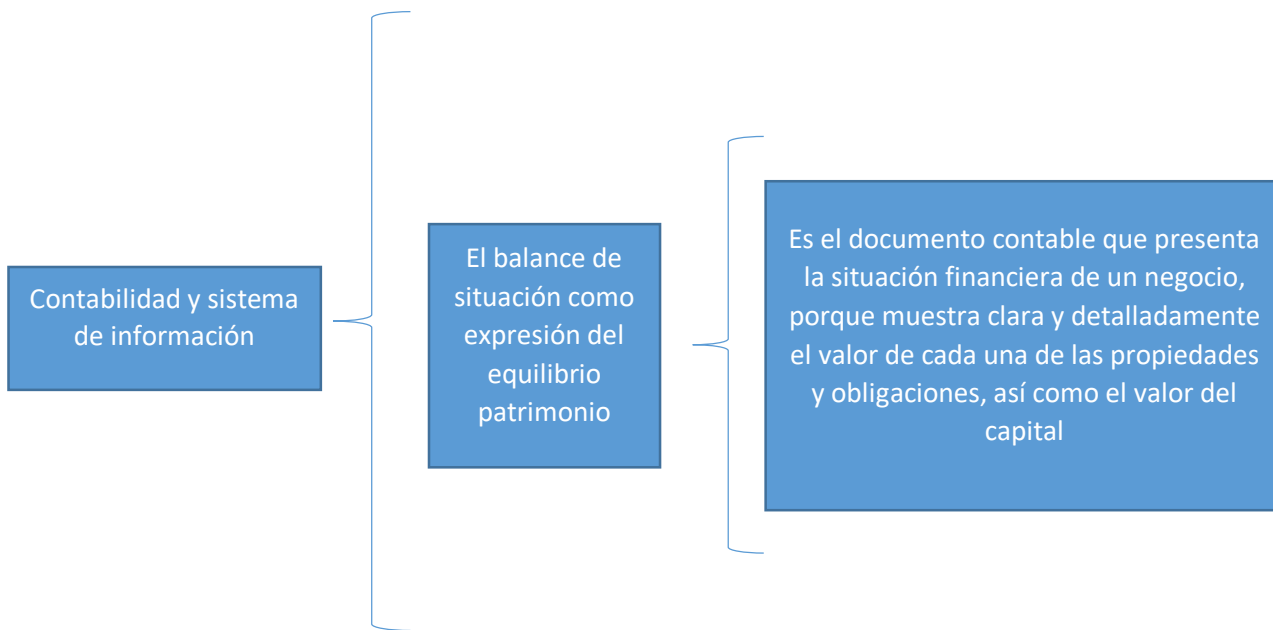 Contabilidad y sistema
de información
El balance de
situación como
expresión del
equilibrio
patrimonio
Es el documento contable que presenta
la situación financiera de un negocio,
porque muestra clara y detalladamente
el valor de cada una de las propiedades
y obligaciones, así como el valor del
capital